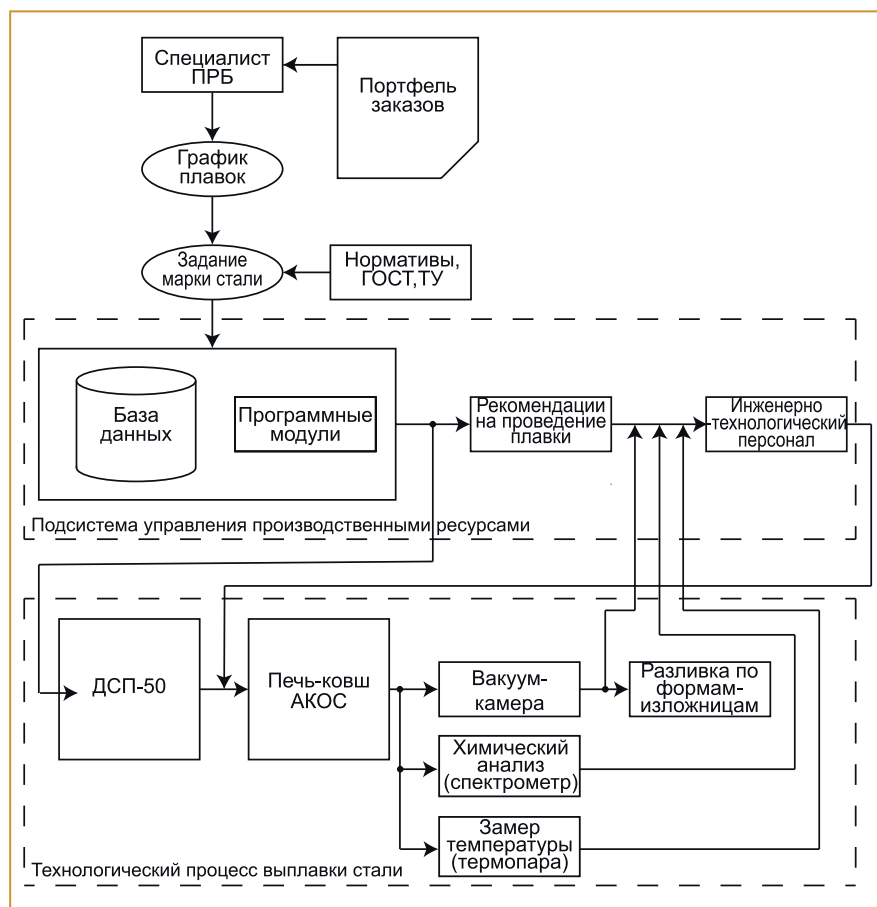 Специалист
ПРБ
Портфель
заказов
График
плавок
Задание
марки стали
Нормативы,
ГОСТ,ТУ
База
данных
Программные
модули
Рекомендации
на проведение
плавки
Инженерно
технологический
персонал
Подсистема управления производственными ресурсами
ДСП-50
Печь-ковш
АКОС
Вакуум-
камера
Разливка по
формам-
изложницам
Химический
анализ
(спектрометр)
Замер
температуры
(термопара)
Технологический процесс выплавки стали